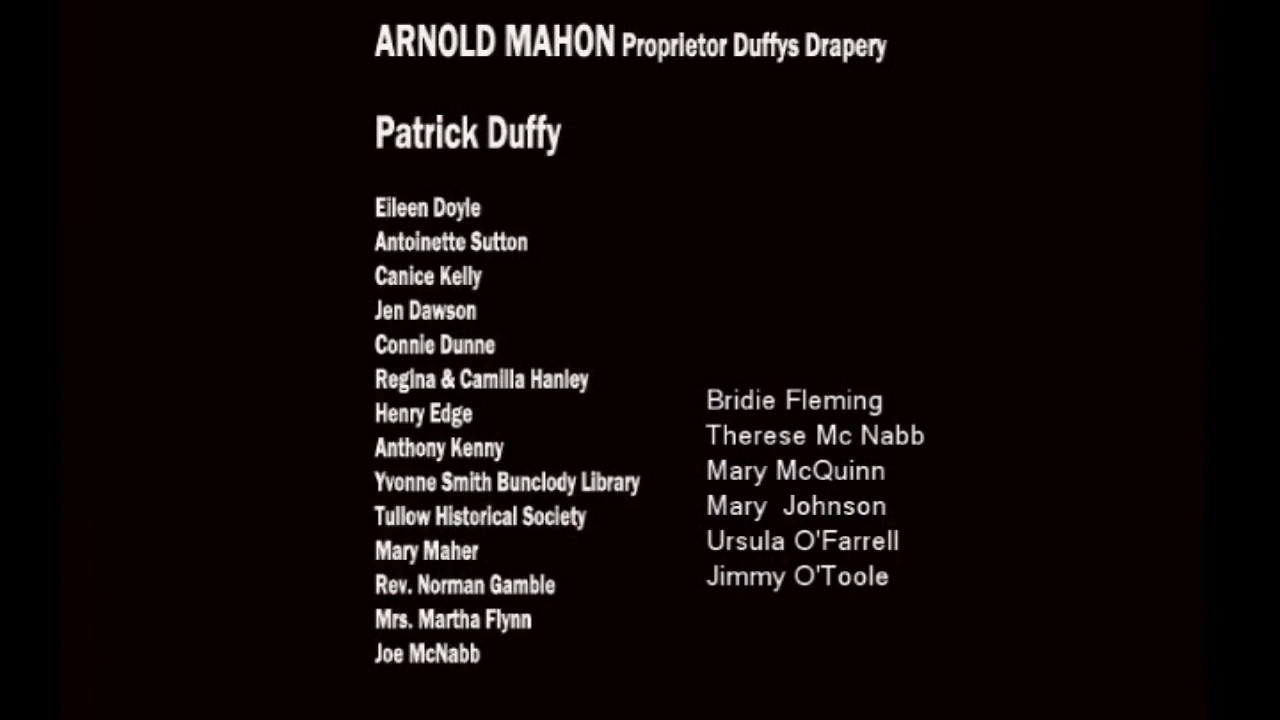 ARNOLD MAHON Proprietor Duffys Drapery
Patrick Duffy
Eileen Doyle
Antoinette Sutton
Canice Kelly
Jen Dawson
Connie Dunne
Regina & Camilla Hanley
Henry Edge
Anthony Kenny
Yvonne Smith Bunclody Library
Tullow Historical Society
Mary Maher
Rev. Norman Gamble
Mrs. Martha Flynn
Joe McNabb
Bridie Fleming
Therese Mc Nabb
Mary McQuinn
Mary  Johnson
Ursula O'Farrell
Jimmy O'Toole